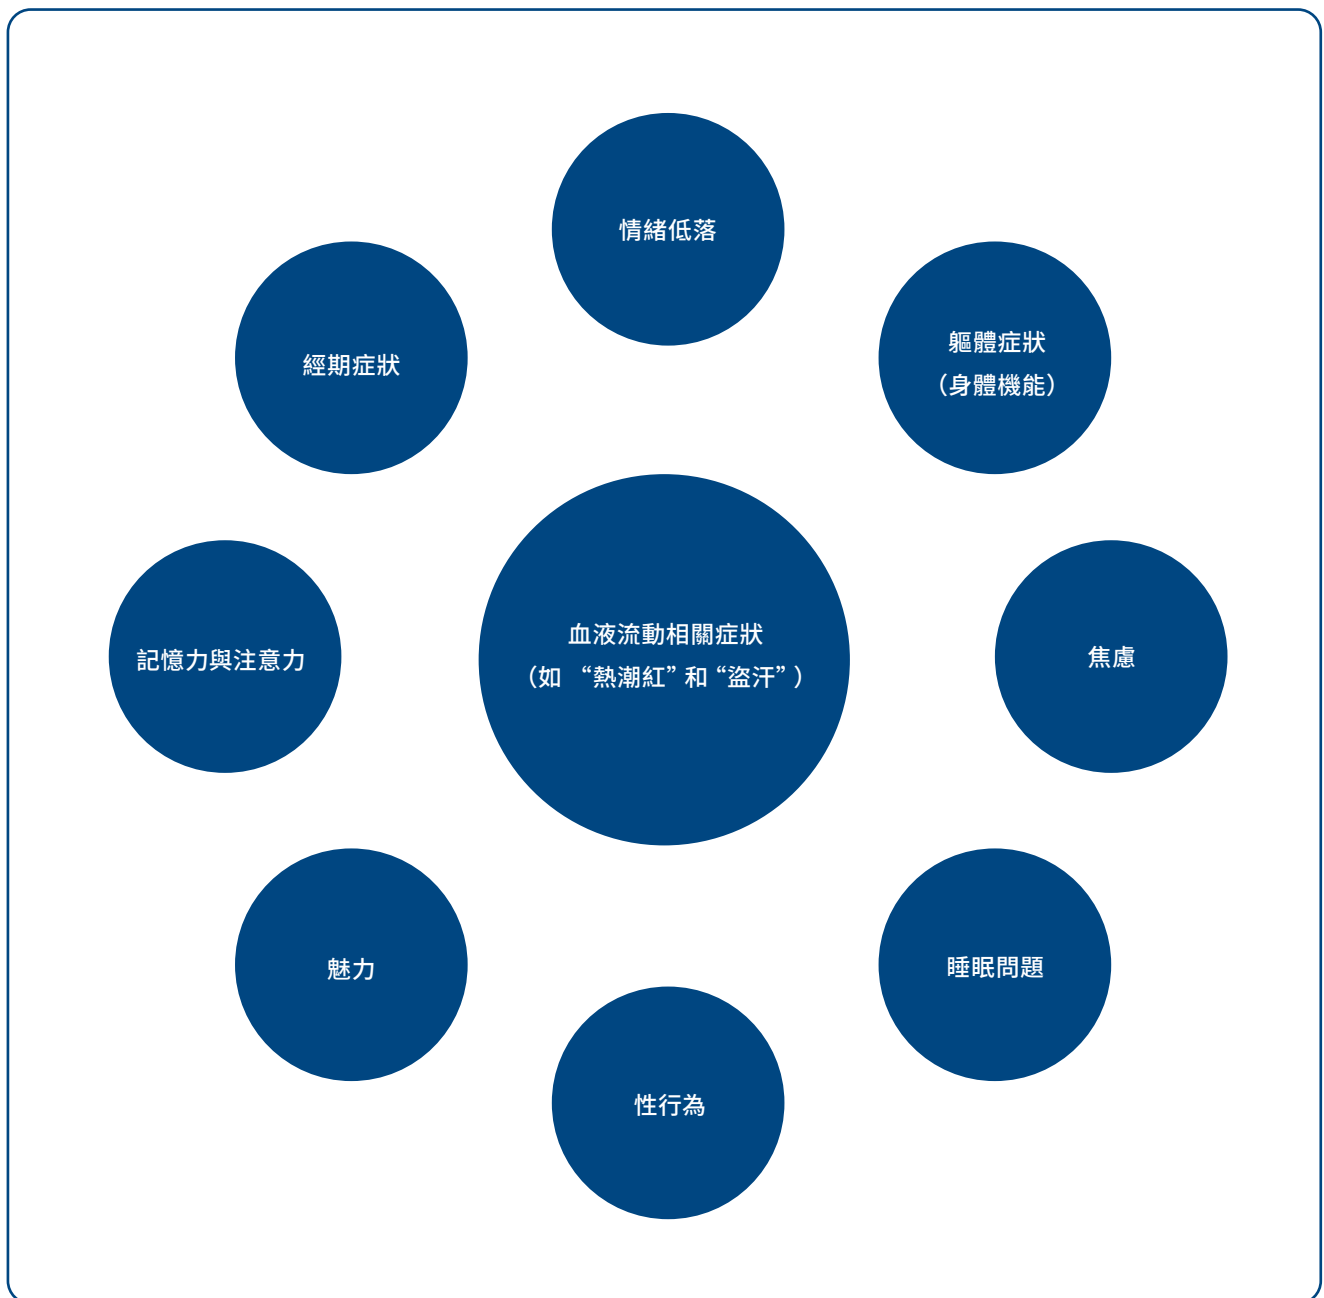 情緒低落
經期症狀
軀體症狀
（身體機能）
記憶力與注意力
血液流動相關症狀
（如 “熱潮紅” 和 “盜汗” ）
焦慮
魅力
睡眠問題
性行為